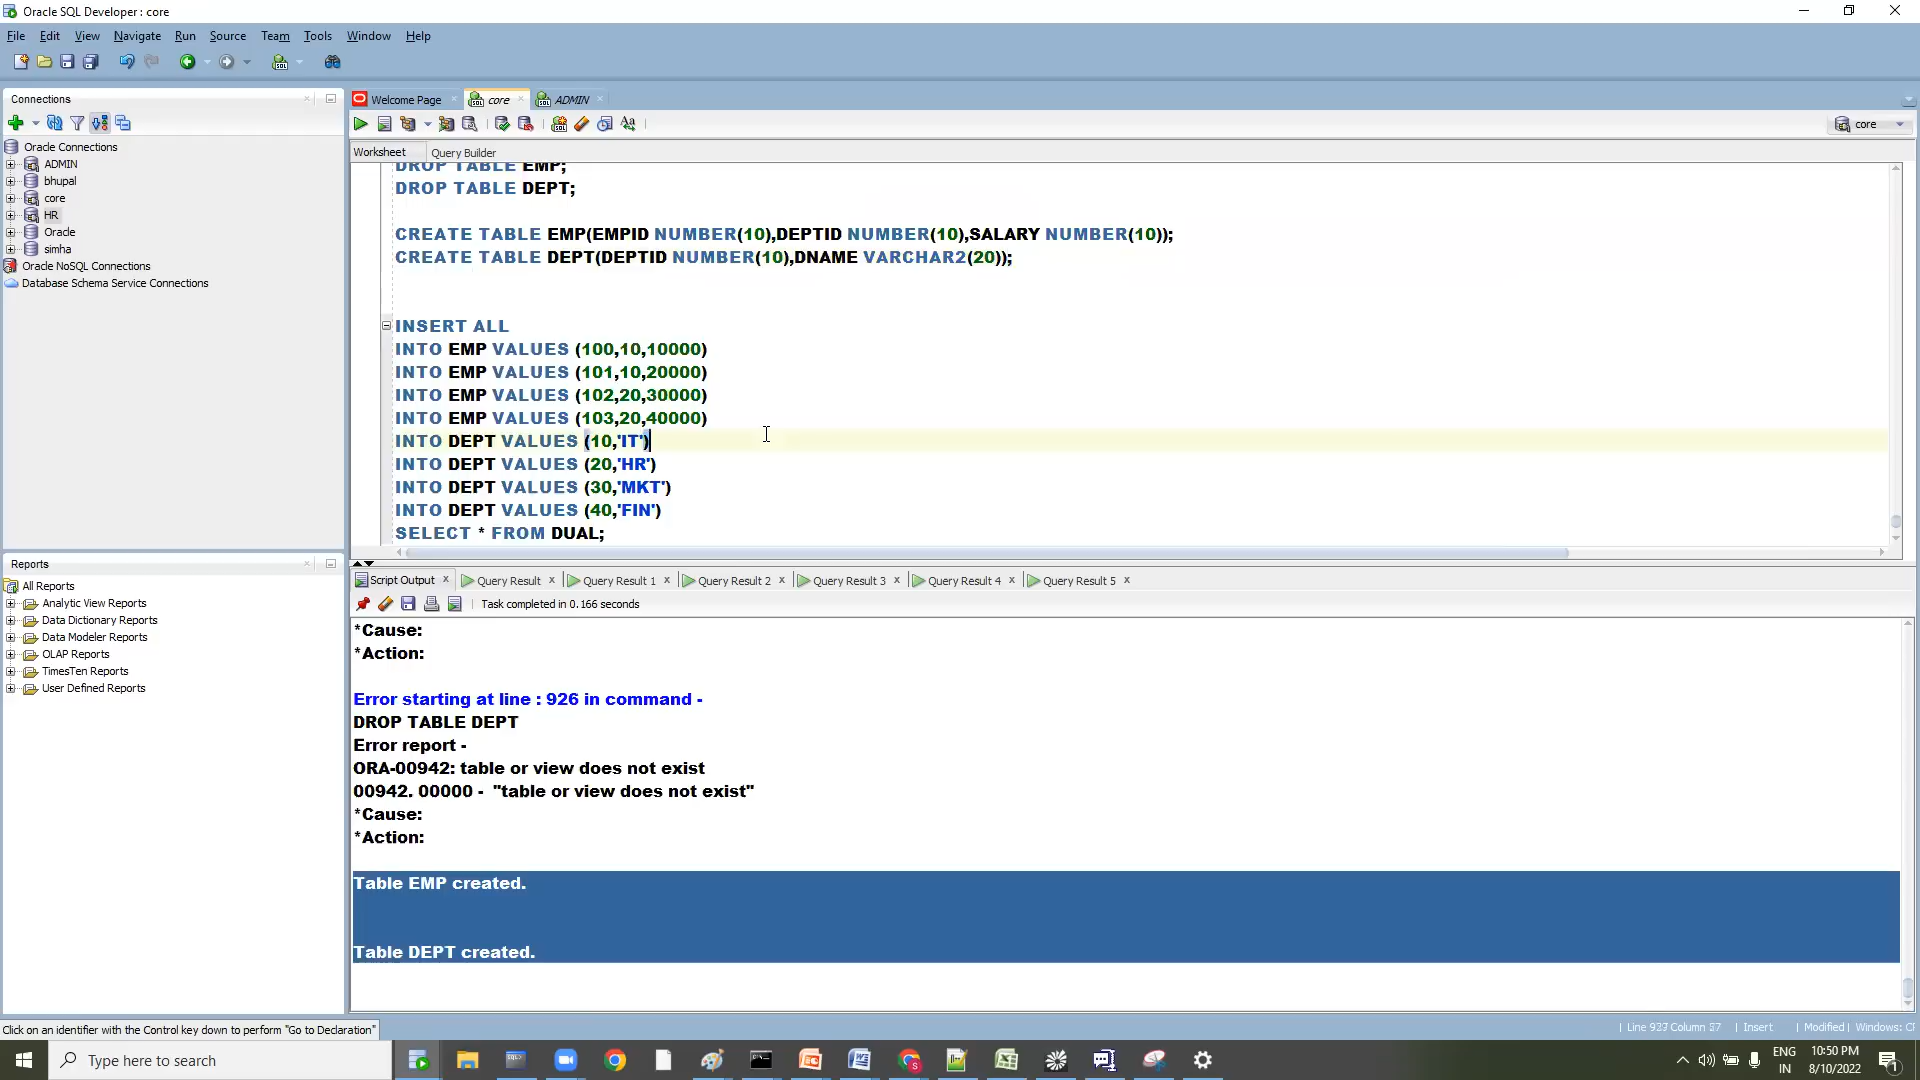 Oracle SQL Developer : core
File Edit View Navigate Run Source Team Tools Window Help
Connections
Oracle Connections
ADMIN
bhupal
core
HR
Oracle
simha
Oracle NoSQL Connections
Database Schema Service Connections
Reports
All Reports
Analytic View Reports
Data Dictionary Reports
Data Modeler Reports
OLAP Reports
TimesTen Reports
User Defined Reports
Welcome Page core ADMIN
core
Worksheet Query Builder
DROP TABLE EMP;
DROP TABLE DEPT;
CREATE TABLE EMP(EMPID NUMBER(10),DEPTID NUMBER(10),SALARY NUMBER(10));
CREATE TABLE DEPT(DEPTID NUMBER(10),DNAME VARCHAR2(20));
INSERT ALL
INTO EMP VALUES (100,10,10000)
INTO EMP VALUES (101,10,20000)
INTO EMP VALUES (102,20,30000)
INTO EMP VALUES (103,20,40000)
INTO DEPT VALUES (10,'IT')
INTO DEPT VALUES (20,'HR')
INTO DEPT VALUES (30,'MKT')
INTO DEPT VALUES (40,'FIN')
SELECT * FROM DUAL;
Script Output Query Result Query Result 1 Query Result 2 Query Result 3 Query Result 4 Query Result 5
Task completed in 0.166 seconds
*Cause:
*Action:
Error starting at line : 926 in command -
DROP TABLE DEPT
Error report -
ORA-00942: table or view does not exist
00942. 00000 - "table or view does not exist"
*Cause:
*Action:
Table EMP created.
Table DEPT created.
Click on an identifier with the Control key down to perform "Go to Declaration"
Insert Modified Windows:
Type here to search
ENG
IN
10:50 PM
8/10/2022